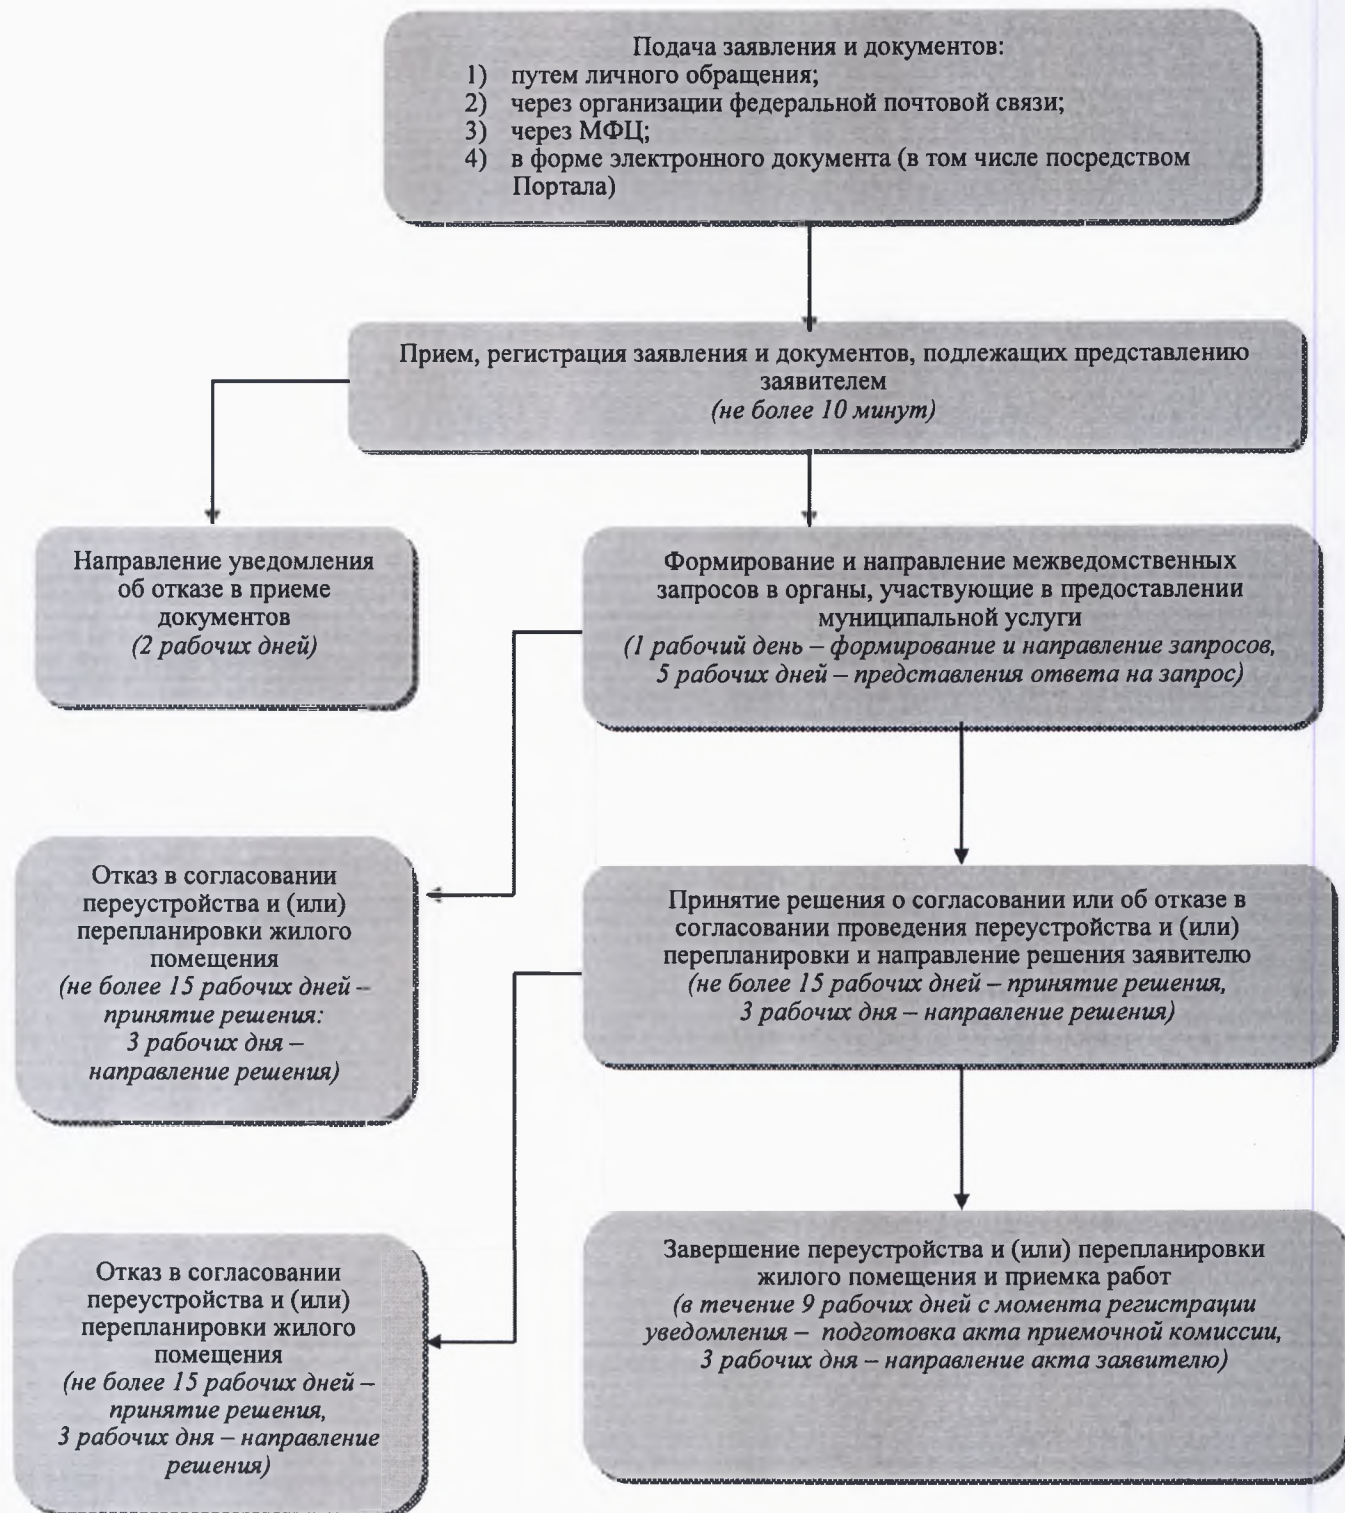 Подача заявления и документов:
1) путем личного обращения;
2) через организации федеральной почтовой связи;
3) через МФЦ;
4) в форме электронного документа (в том числе посредством
Портала)
Прием, регистрация заявления и документов, подлежащих представлению
заявителем
(не более 10 минут)
Направление уведомления
об отказе в приеме
документов
(2 рабочих дней)
Формирование и направление межведомственных
запросов в органы, участвующие в предоставлении
муниципальной услуги
(1 рабочий день – формирование и направление запросов,
5 рабочих дней – представления ответа на запрос)
Отказ в согласовании
переустройства и (или)
перепланировки жилого
помещения
(не более 15 рабочих дней –
принятие решения:
3 рабочих дня –
направление решения)
Принятие решения о согласовании или об отказе в
согласовании проведения переустройства и (или)
перепланировки и направление решения заявителю
(не более 15 рабочих дней – принятие решения,
3 рабочих дня – направление решения)
Отказ в согласовании
переустройства и (или)
перепланировки жилого
помещения
(не более 15 рабочих дней –
принятие решения,
3 рабочих дня – направление
решения)
Завершение переустройства и (или) перепланировки
жилого помещения и приемка работ
(в течение 9 рабочих дней с момента регистрации
уведомления – подготовка акта приемочной комиссии,
3 рабочих дня – направление акта заявителю)